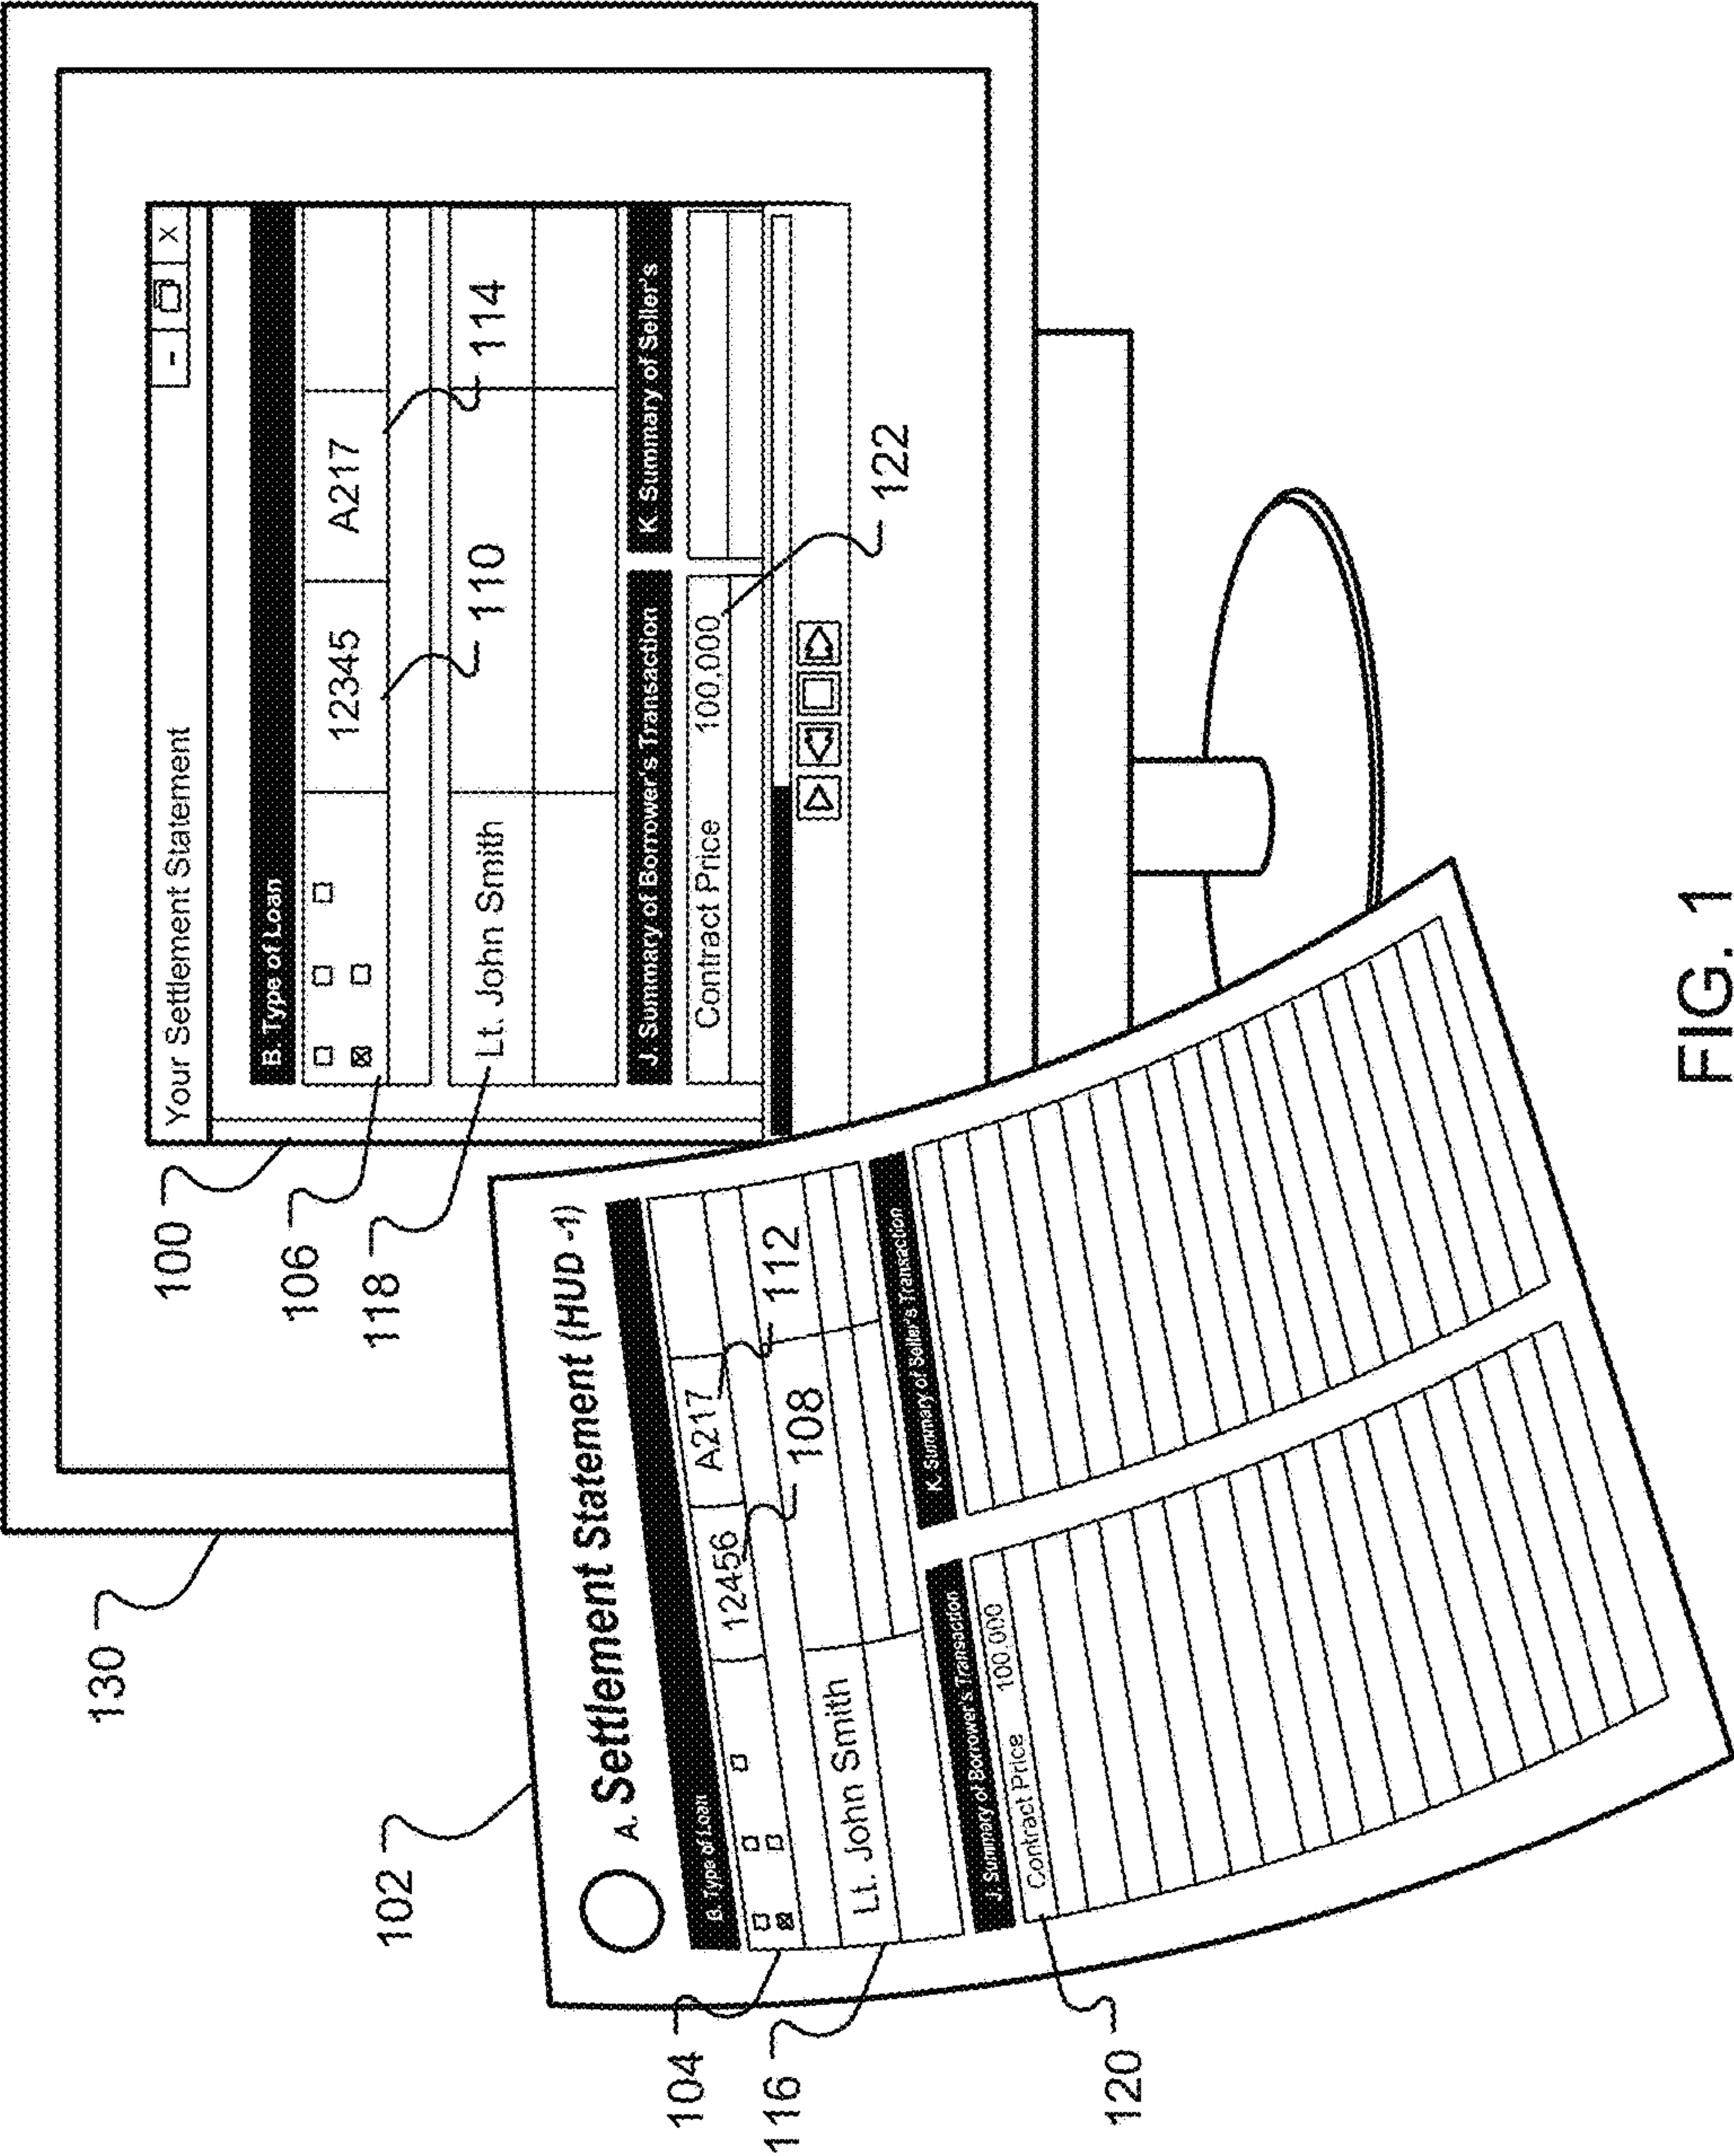 130
100
Your Settlement Statement
- X
B. Type of Loan
106
12345 A217
118
Lt. John Smith
110
114
J. Summary of Borrower's Transaction K. Summary of Seller's
Contract Price 100,000
122
102
A. Settlement Statement (HUD -1)
B. Type of Loan
104
12456 A217
112
108
116
Lt. John Smith
K. Summary of Seller's Transaction
J. Summary of Borrower's Transaction
120
Contract Price 100,000
FIG. 1